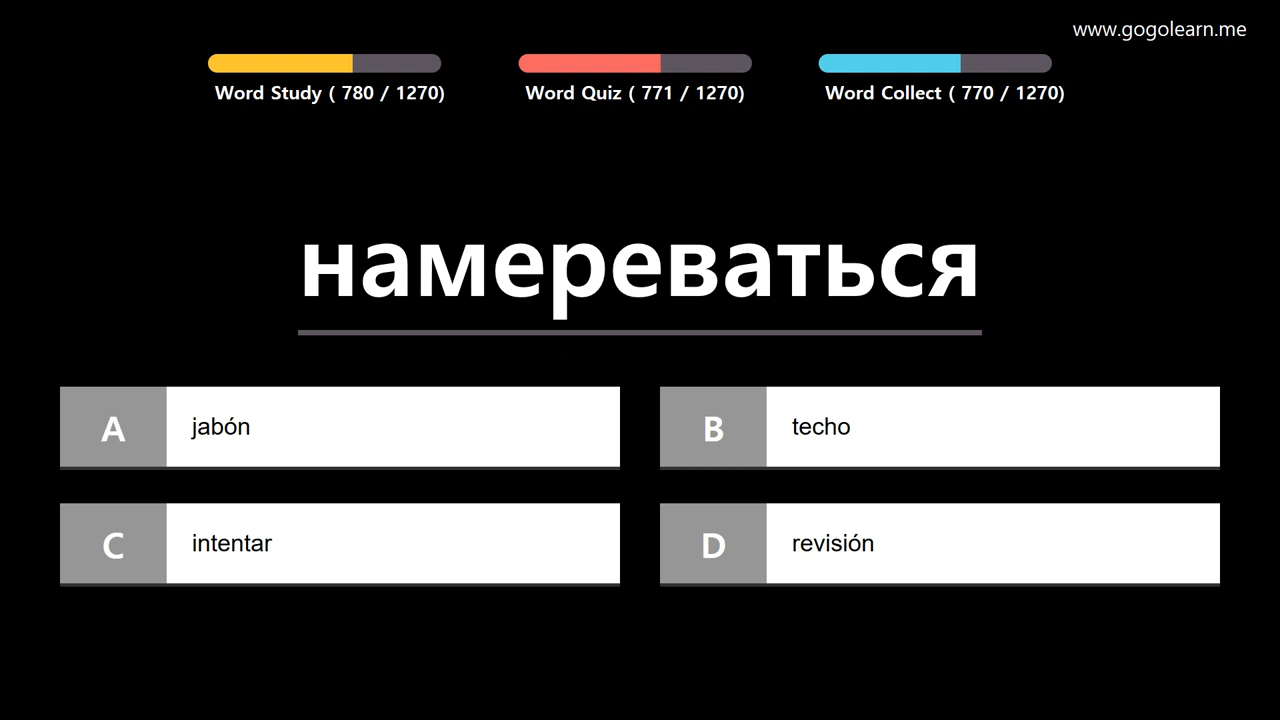 www.gogolearn.me
Word Study ( 780 / 1270)
Word Quiz ( 771 / 1270)
Word Collect ( 770 / 1270)
намереваться
A jabón
B techo
C intentar
D revisión